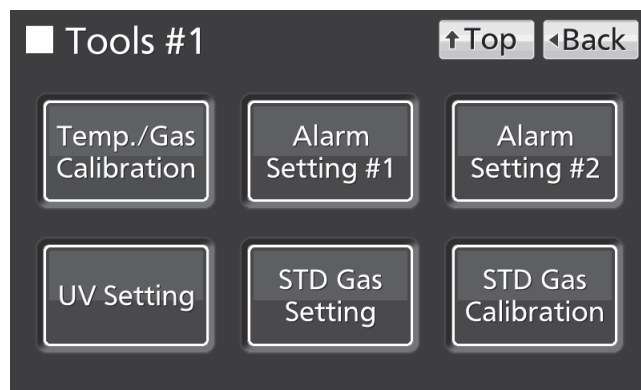 Tools #1
Top
Back
Temp./Gas
Calibration
Alarm
Setting #1
Alarm
Setting #2
UV Setting
STD Gas
Setting
STD Gas
Calibration